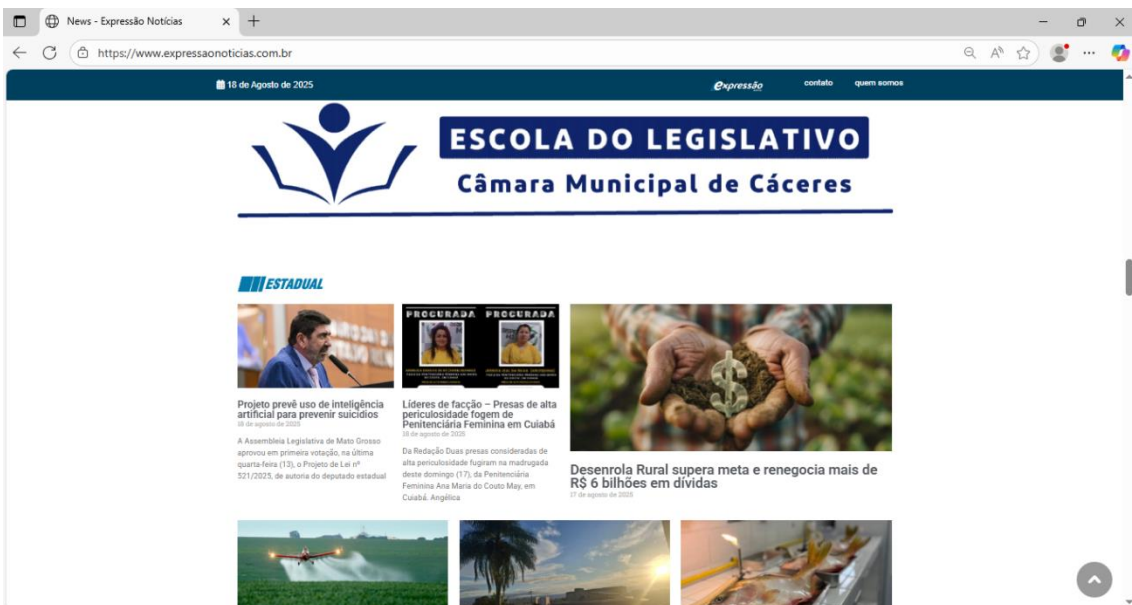 News - Expressão Notícias
https://www.expressaonoticias.com.br
18 de Agosto de 2025
expressão
contato
quem somos
ESCOLA DO LEGISLATIVO
Câmara Municipal de Cáceres
ESTADUAL
PROCURADA PROCURADA
Projeto prevê uso de inteligência
artificial para prevenir suicídios
18 de agosto de 2025
A Assembleia Legislativa de Mato Grosso
aprovou em primeira votação, na última
quarta-feira (13), o Projeto de Lei nº
521/2025, de autoria do deputado estadual
Líderes de facção – Presas de alta
periculosidade fogem de
Penitenciária Feminina em Cuiabá
18 de agosto de 2025
Da Redação Duas presas consideradas de
alta periculosidade fugiram na madrugada
deste domingo (17), da Penitenciária
Feminina Ana Maria do Couto May, em
Cuiabá. Angélica
Desenrola Rural supera meta e renegocia mais de
R$ 6 bilhões em dívidas
17 de agosto de 2025